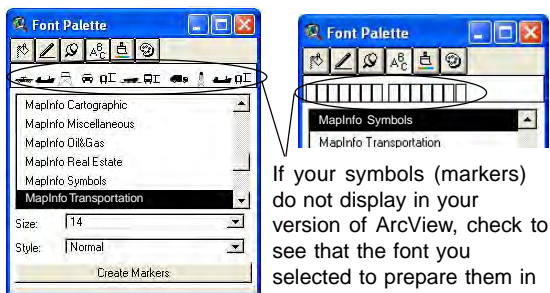 Font Palette
A B C
MapInfo Cartographic
MapInfo Miscellaneous
MapInfo Oil&Gas
MapInfo Real Estate
MapInfo Symbols
MapInfo Transportation
Size: 14
Style: Normal
Create Markers
Font Palette
A B C
MapInfo Symbols
MapInfo Transportation
If your symbols (markers)
do not display in your
version of ArcView, check to
see that the font you
selected to prepare them in